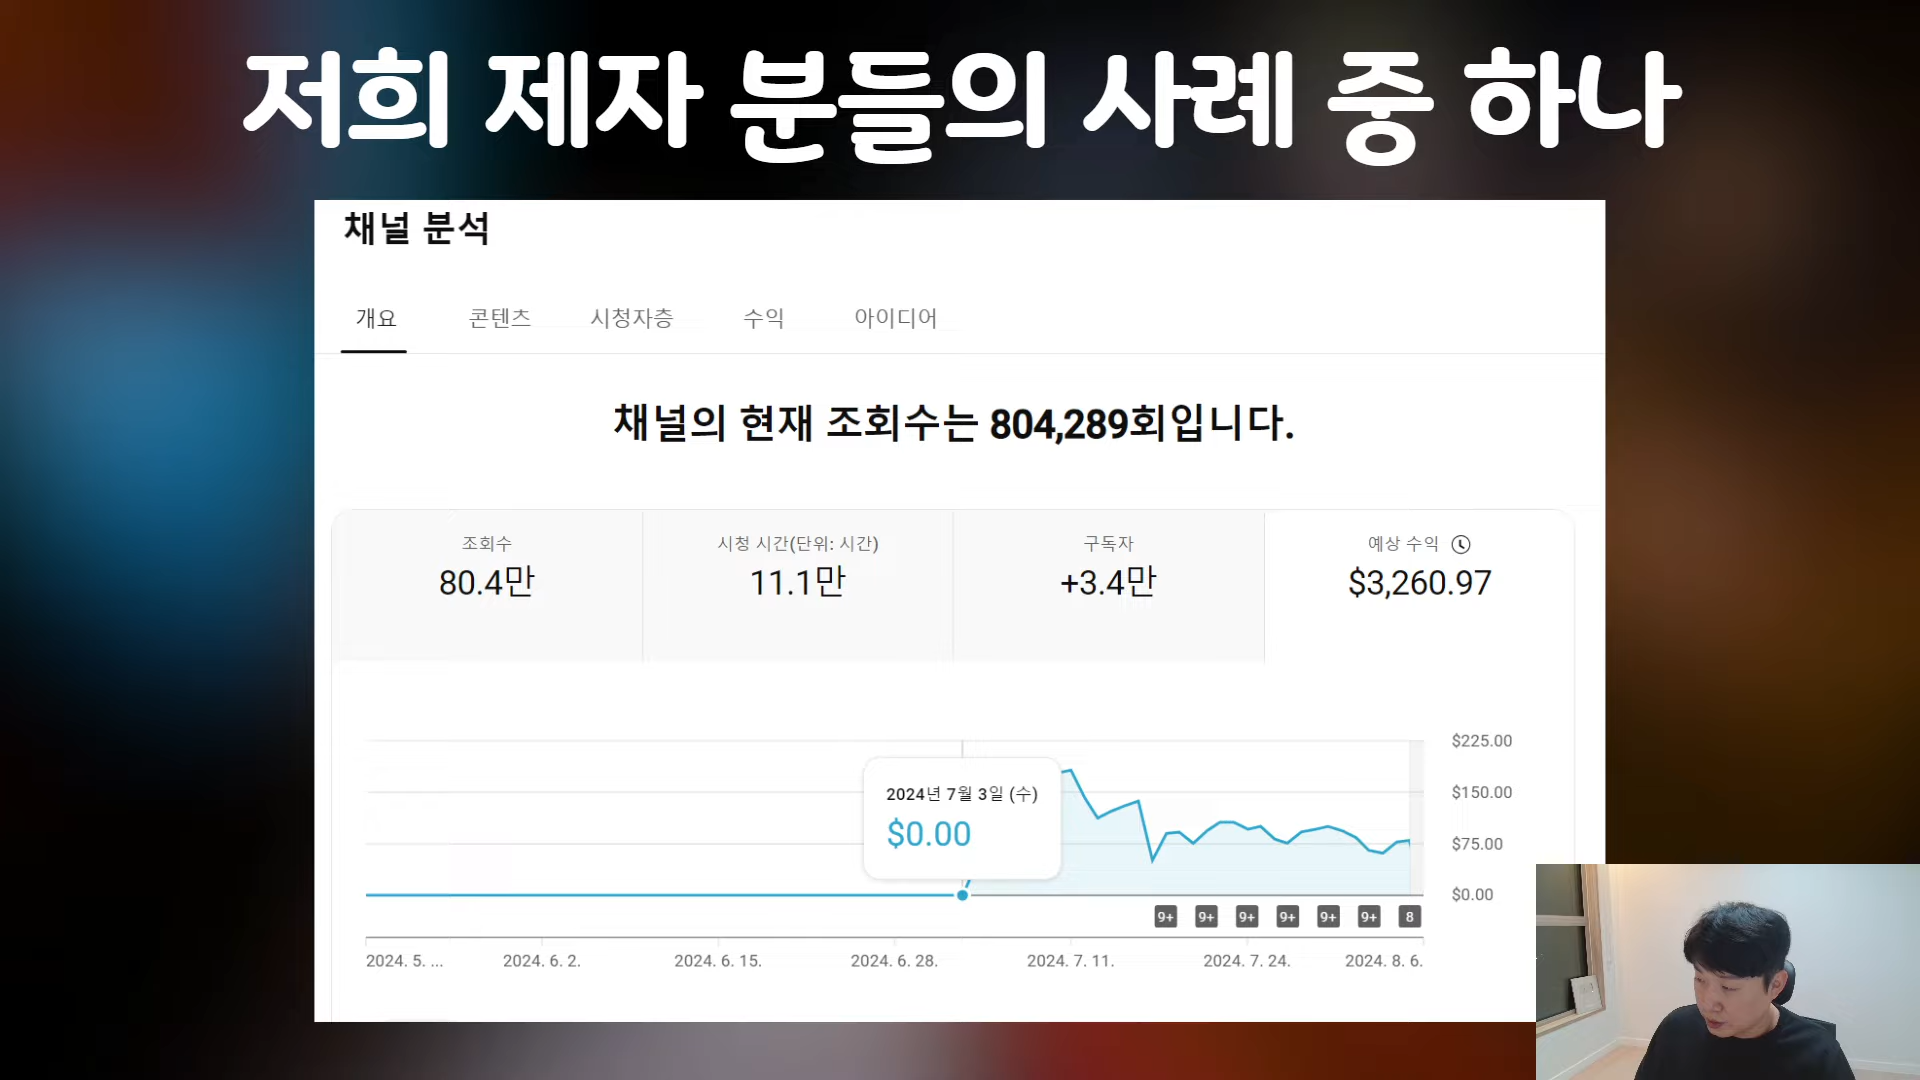 저희 제자 분들의 사례 중 하나
채널 분석
개요 콘텐츠 시청자층 수익 아이디어
채널의 현재 조회수는 804,289회입니다.
조회수 시청 시간(단위: 시간) 구독자 예상 수익
80.4만 11.1만 +3.4만 $3,260.97
$225.00
2024년 7월 3일 (수)
$150.00
$0.00
$75.00
$0.00
9+ 9+ 9+ 9+ 9+ 9+ 8
2024. 5. ... 2024. 6. 2. 2024. 6. 15. 2024. 6. 28. 2024. 7. 11. 2024. 7. 24. 2024. 8. 6.